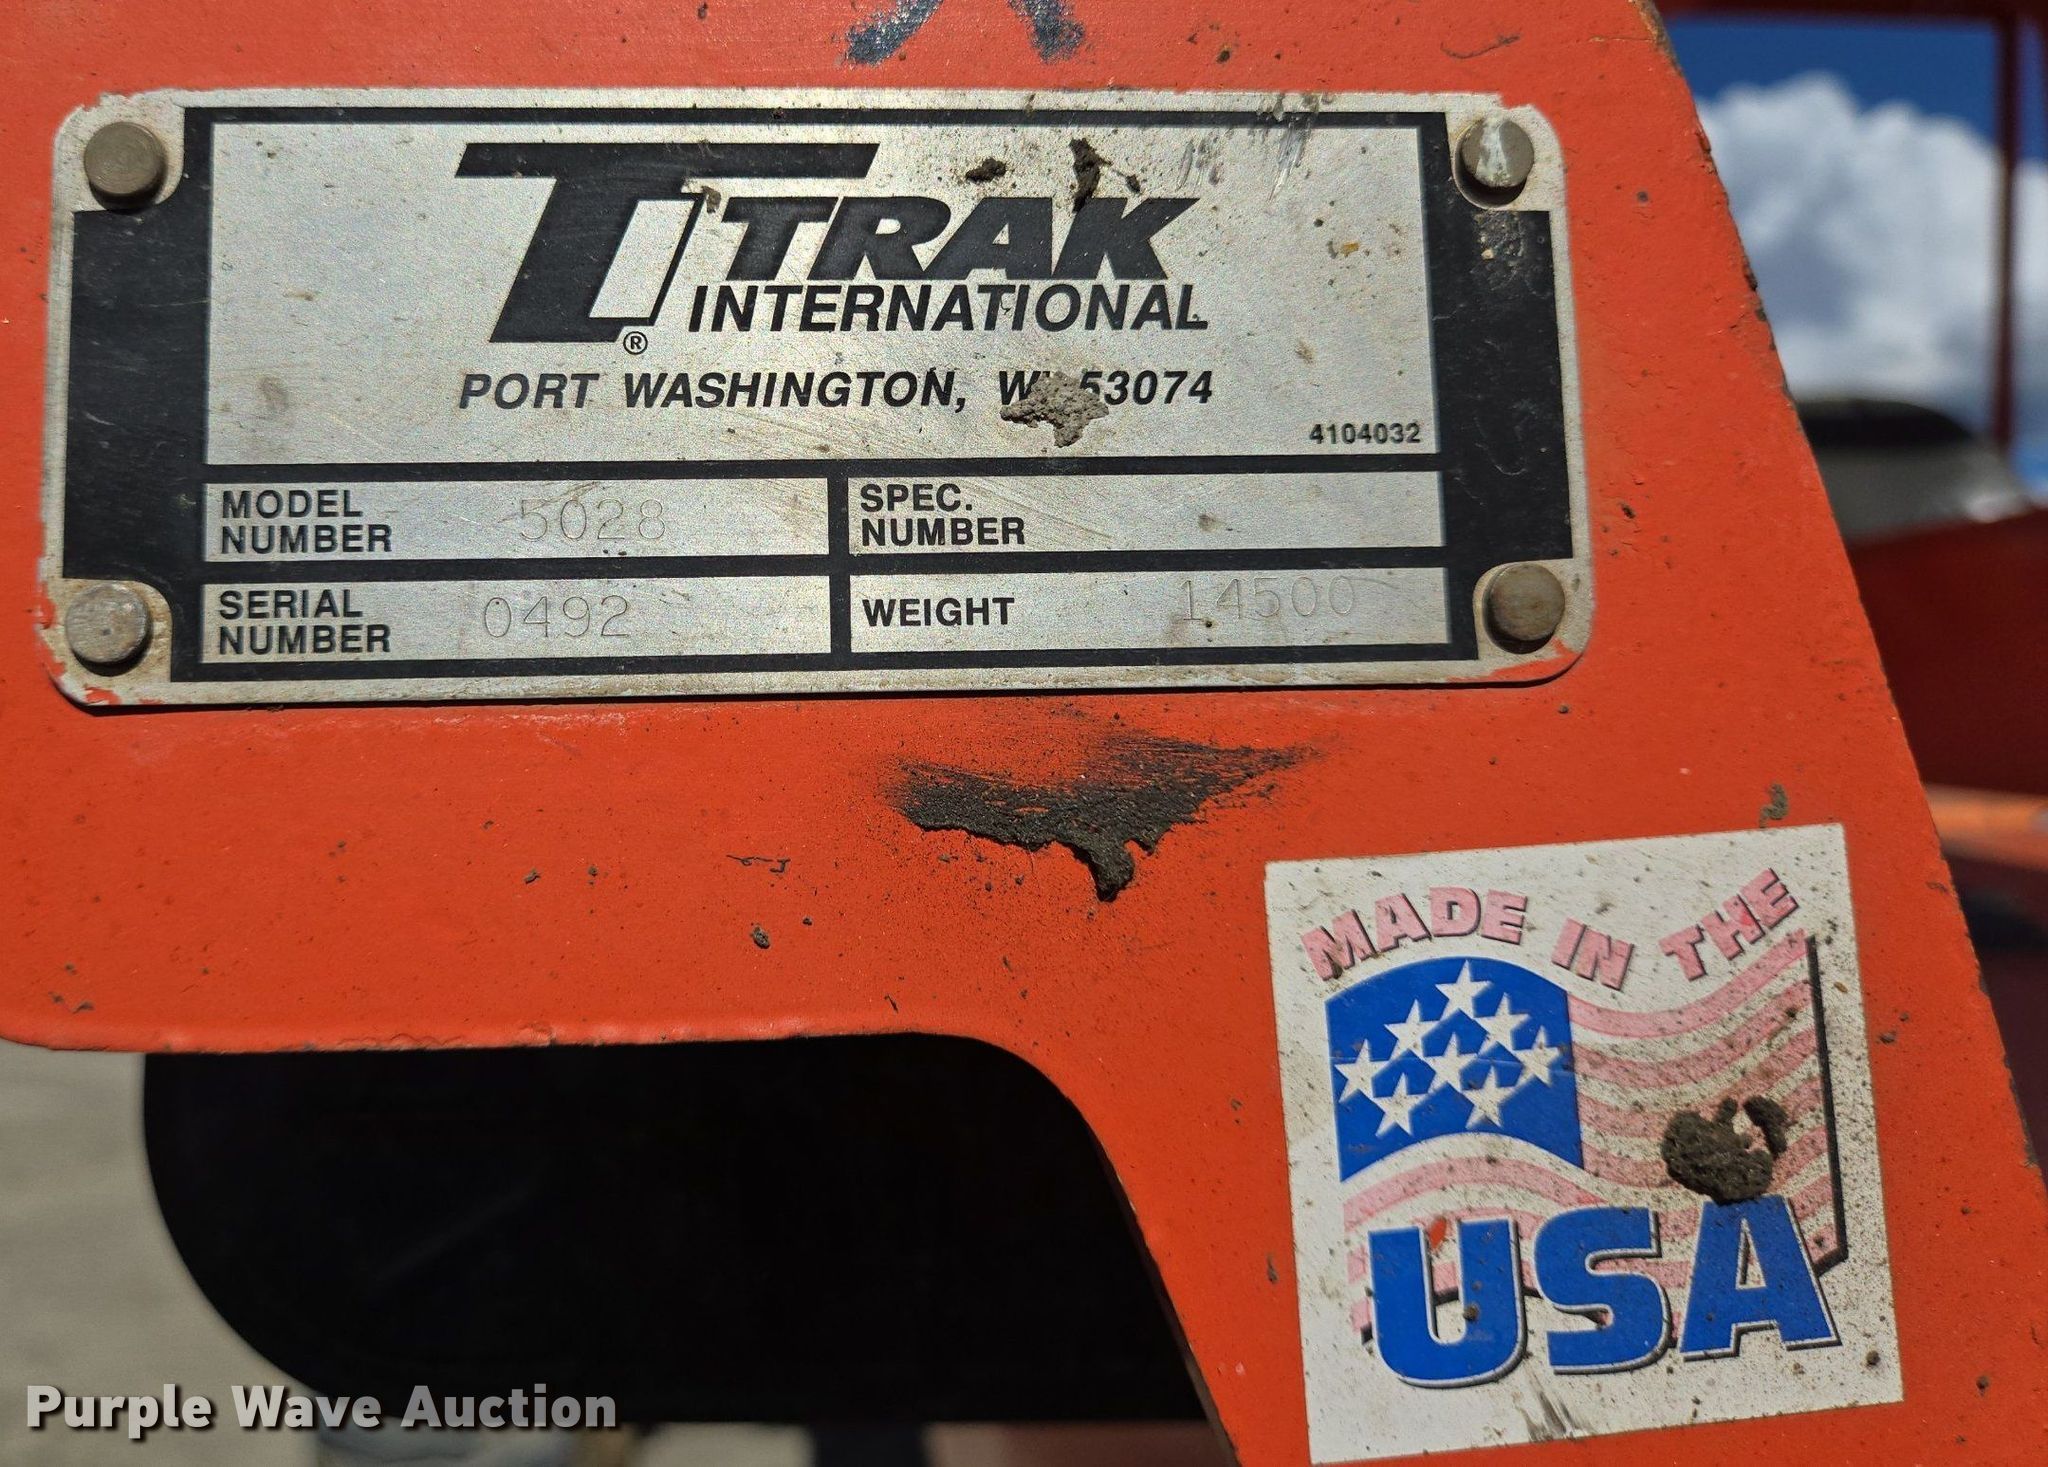 TRAK
INTERNATIONAL
®
PORT WASHINGTON, WI 53074
4104032
MODEL NUMBER 5028
SPEC. NUMBER
SERIAL NUMBER 0492
WEIGHT 14500
MADE IN THE
USA
Purple Wave Auction